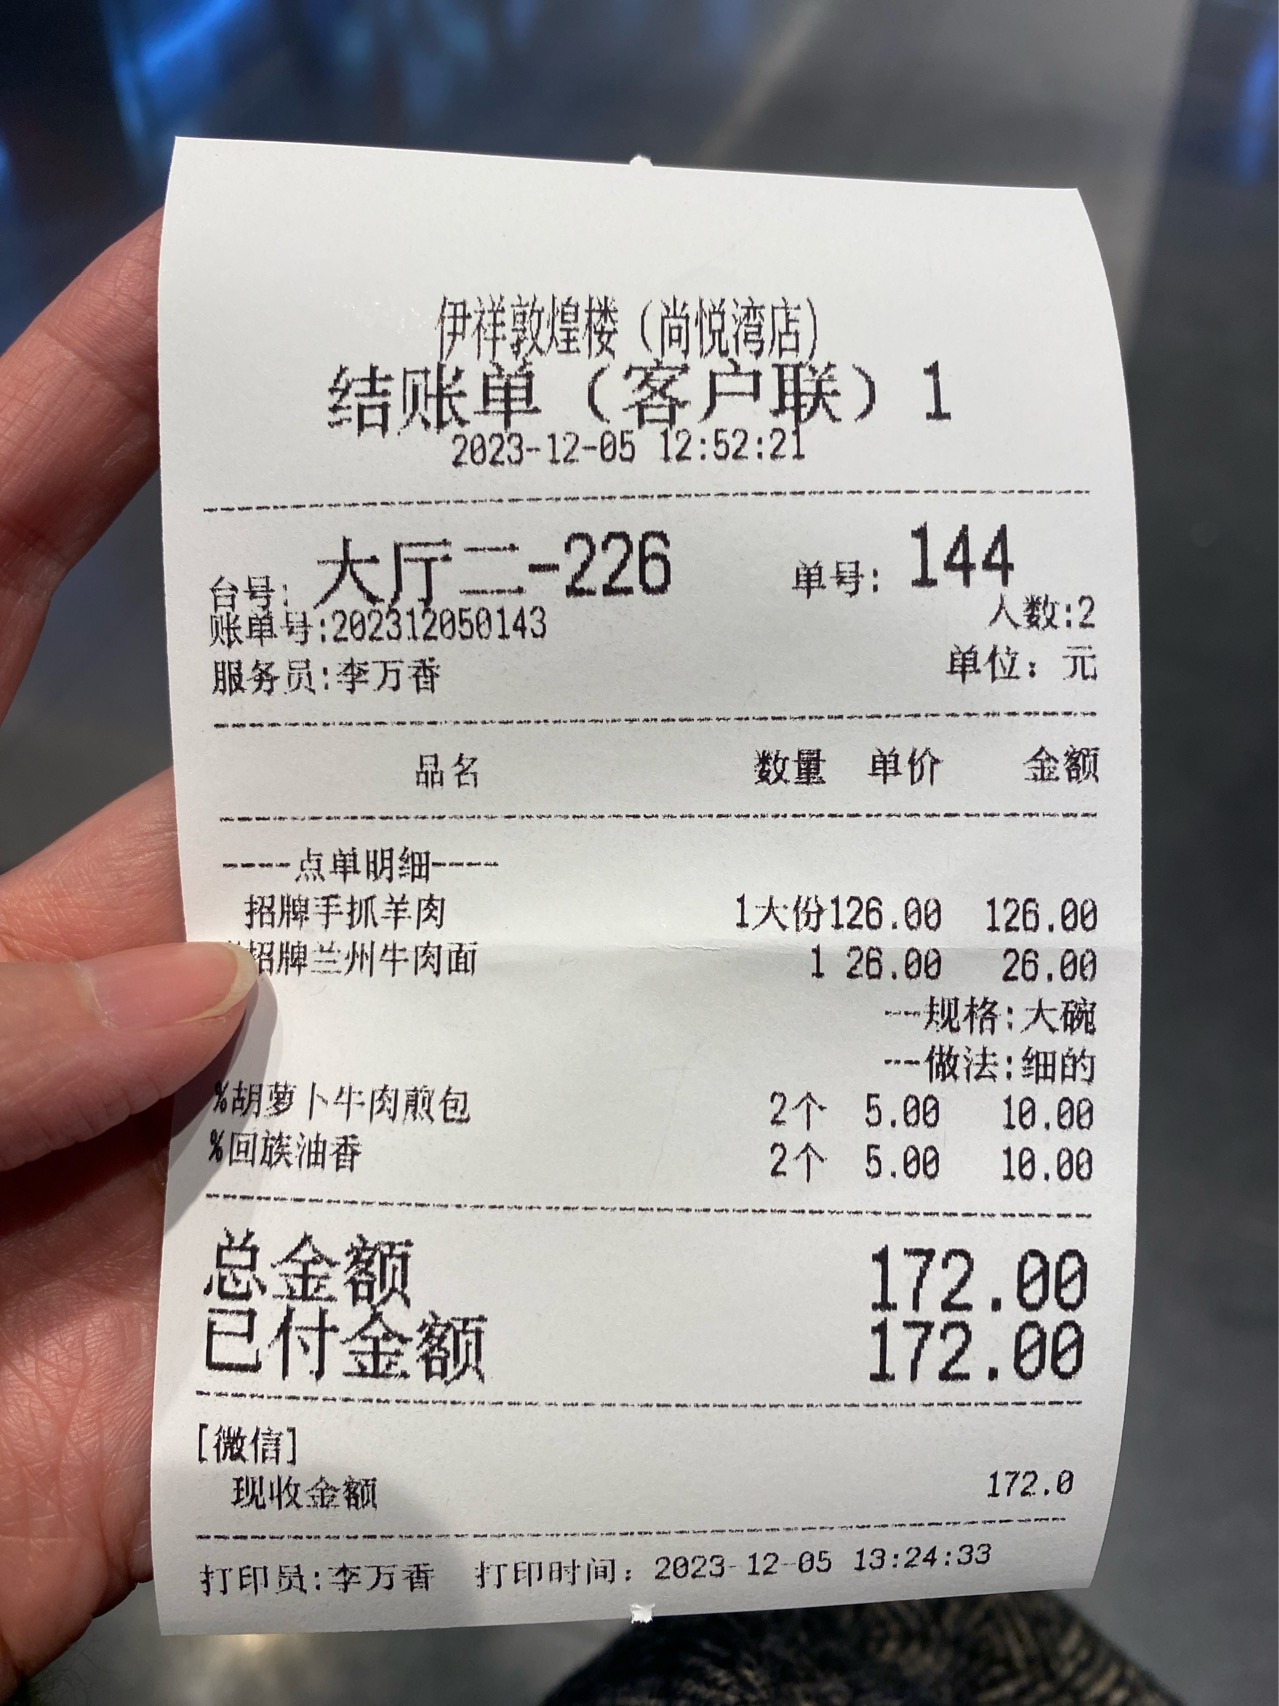 伊祥敦煌楼（尚悦湾店）
结账单（客户联）1
2023-12-05 12:52:21
台号: 大厅二-226 单号: 144
账单号:202312050143 人数:2
服务员:李万香 单位: 元
品名 数量 单价 金额
----点单明细----
招牌手抓羊肉 1大份126.00 126.00
招牌兰州牛肉面 1 26.00 26.00
--规格:大碗
--做法:细的
%胡萝卜牛肉煎包 2个 5.00 10.00
%回族油香 2个 5.00 10.00
总金额 172.00
已付金额 172.00
[微信]
现收金额 172.0
打印员:李万香 打印时间: 2023-12-05 13:24:33